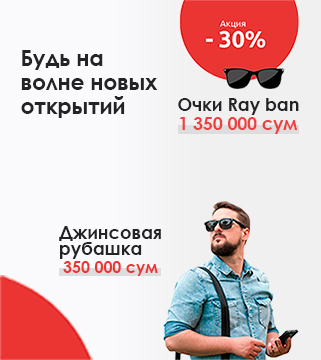 Акция
- 30%
Будь на
волне новых
открытий
Очки Ray ban
1 350 000 сум
Джинсовая
рубашка
350 000 сум